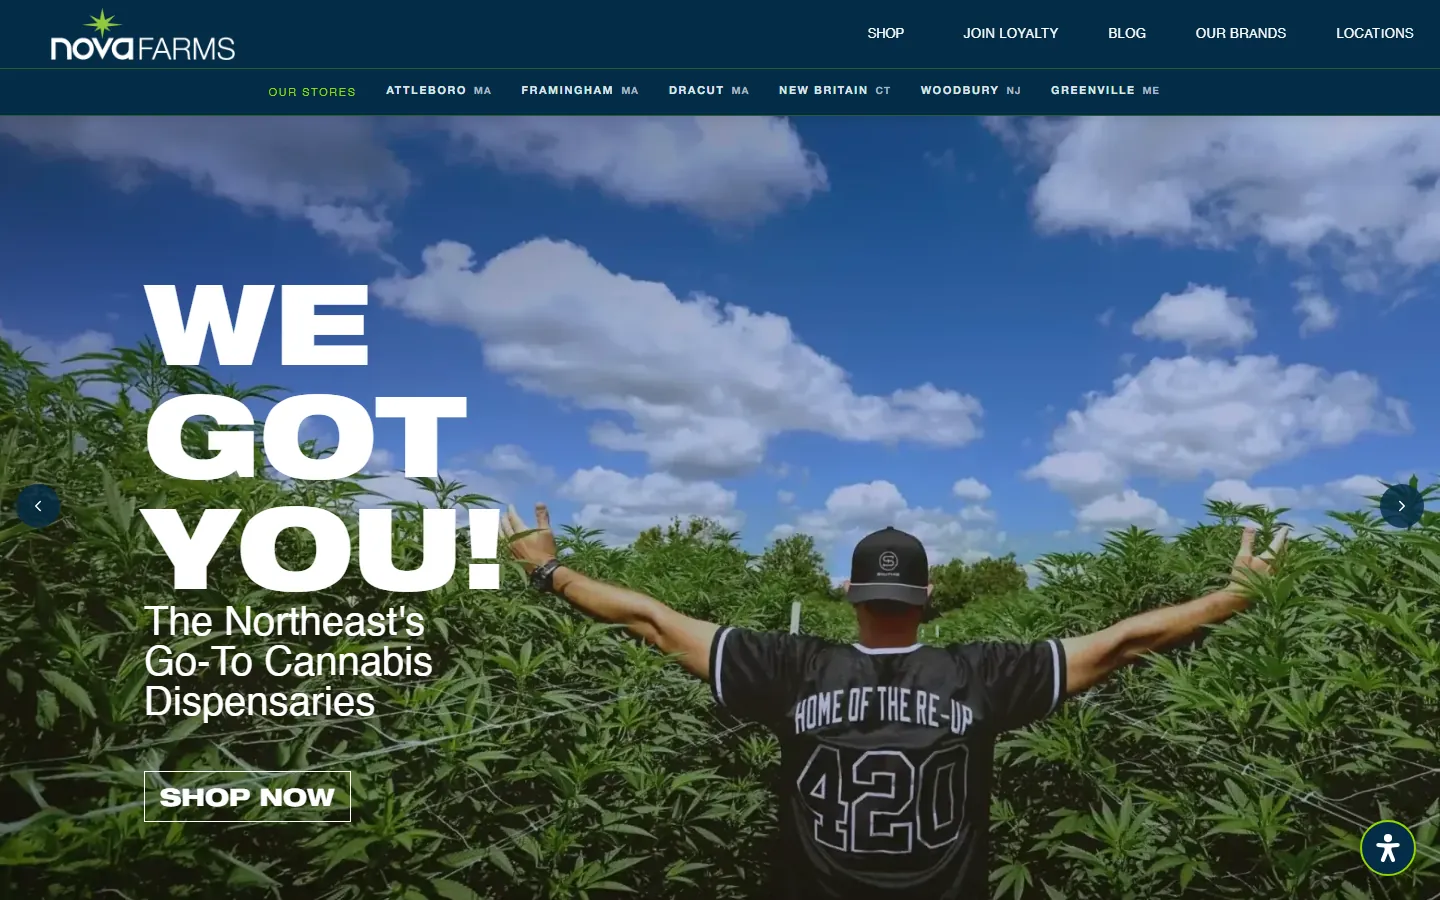 nova FARMS
SHOP
JOIN LOYALTY
BLOG
OUR BRANDS
LOCATIONS
OUR STORES
ATTLEBORO MA
FRAMINGHAM MA
DRACUT MA
NEW BRITAIN CT
WOODBURY NJ
GREENVILLE ME
WE
GOT
YOU!
The Northeast's
Go-To Cannabis
Dispensaries
SHOP NOW
HOME OF THE RE-UP
420